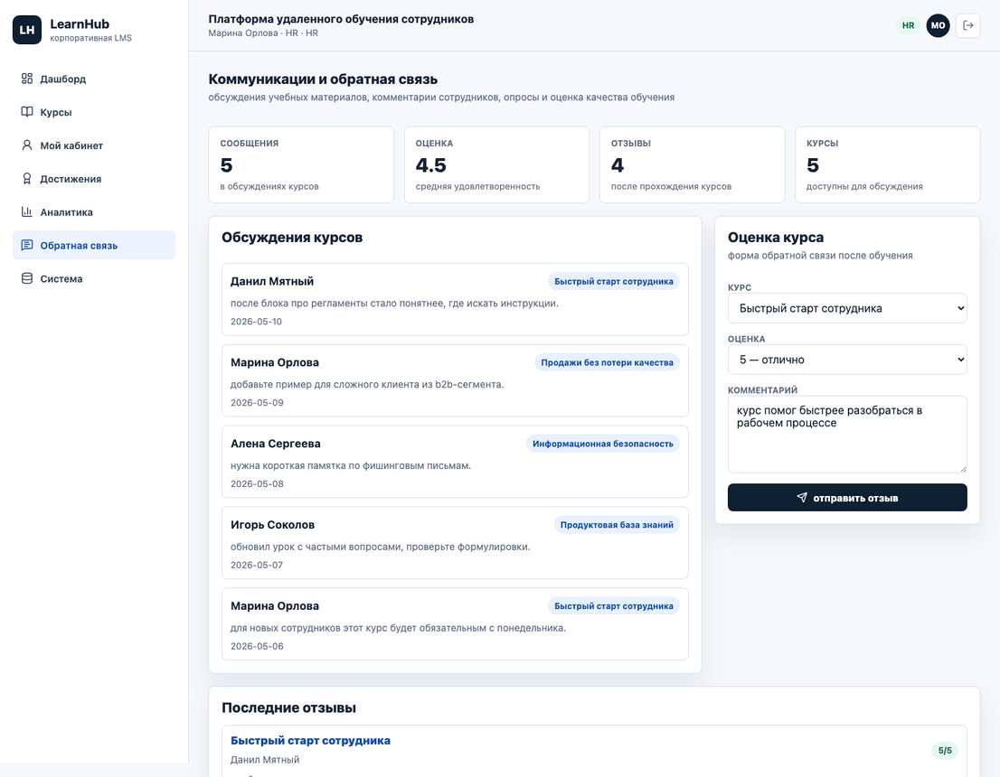 LH
LearnHub
корпоративная LMS
Дашборд
Курсы
Мой кабинет
Достижения
Аналитика
Обратная связь
Система
Платформа удаленного обучения сотрудников
Марина Орлова · HR · HR
HR
MO
Коммуникации и обратная связь
обсуждения учебных материалов, комментарии сотрудников, опросы и оценка качества обучения
СООБЩЕНИЯ
5
в обсуждениях курсов
ОЦЕНКА
4.5
средняя удовлетворенность
ОТЗЫВЫ
4
после прохождения курсов
КУРСЫ
5
доступны для обсуждения
Обсуждения курсов
Данил Мятный
Быстрый старт сотрудника
после блока про регламенты стало понятнее, где искать инструкции.
2026-05-10
Марина Орлова
Продажи без потери качества
добавьте пример для сложного клиента из b2b-сегмента.
2026-05-09
Алена Сергеева
Информационная безопасность
нужна короткая памятка по фишинговым письмам.
2026-05-08
Игорь Соколов
Продуктовая база знаний
обновил урок с частыми вопросами, проверьте формулировки.
2026-05-07
Марина Орлова
Быстрый старт сотрудника
для новых сотрудников этот курс будет обязательным с понедельника.
2026-05-06
Оценка курса
форма обратной связи после обучения
КУРС
Быстрый старт сотрудника
ОЦЕНКА
5 — отлично
КОММЕНТАРИЙ
курс помог быстрее разобраться в
рабочем процессе
отправить отзыв
Последние отзывы
Быстрый старт сотрудника
Данил Мятный
5/5